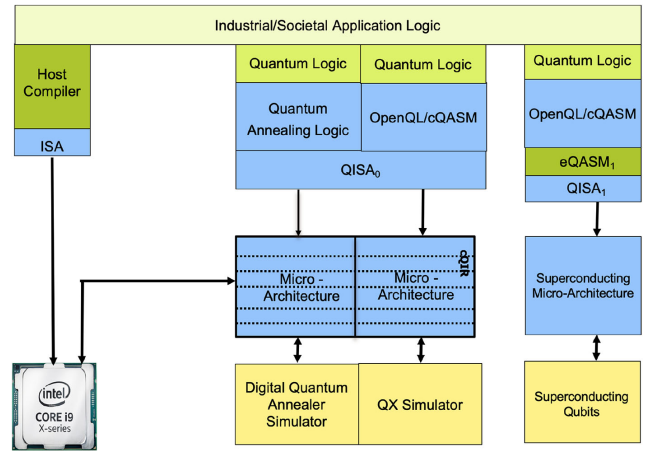 Industrial/Societal Application Logic
Host
Compiler
ISA
Quantum Logic
Quantum Logic
Quantum
Annealing Logic
OpenQL/cQASM
QISA₀
Quantum Logic
OpenQL/cQASM
eQASM₁
QISA₁
Micro -
Architecture
Micro -
Architecture
cQIR
Superconducting
Micro-Architecture
intel
CORE i9
X-series
Digital Quantum
Annealer
Simulator
QX Simulator
Superconducting
Qubits